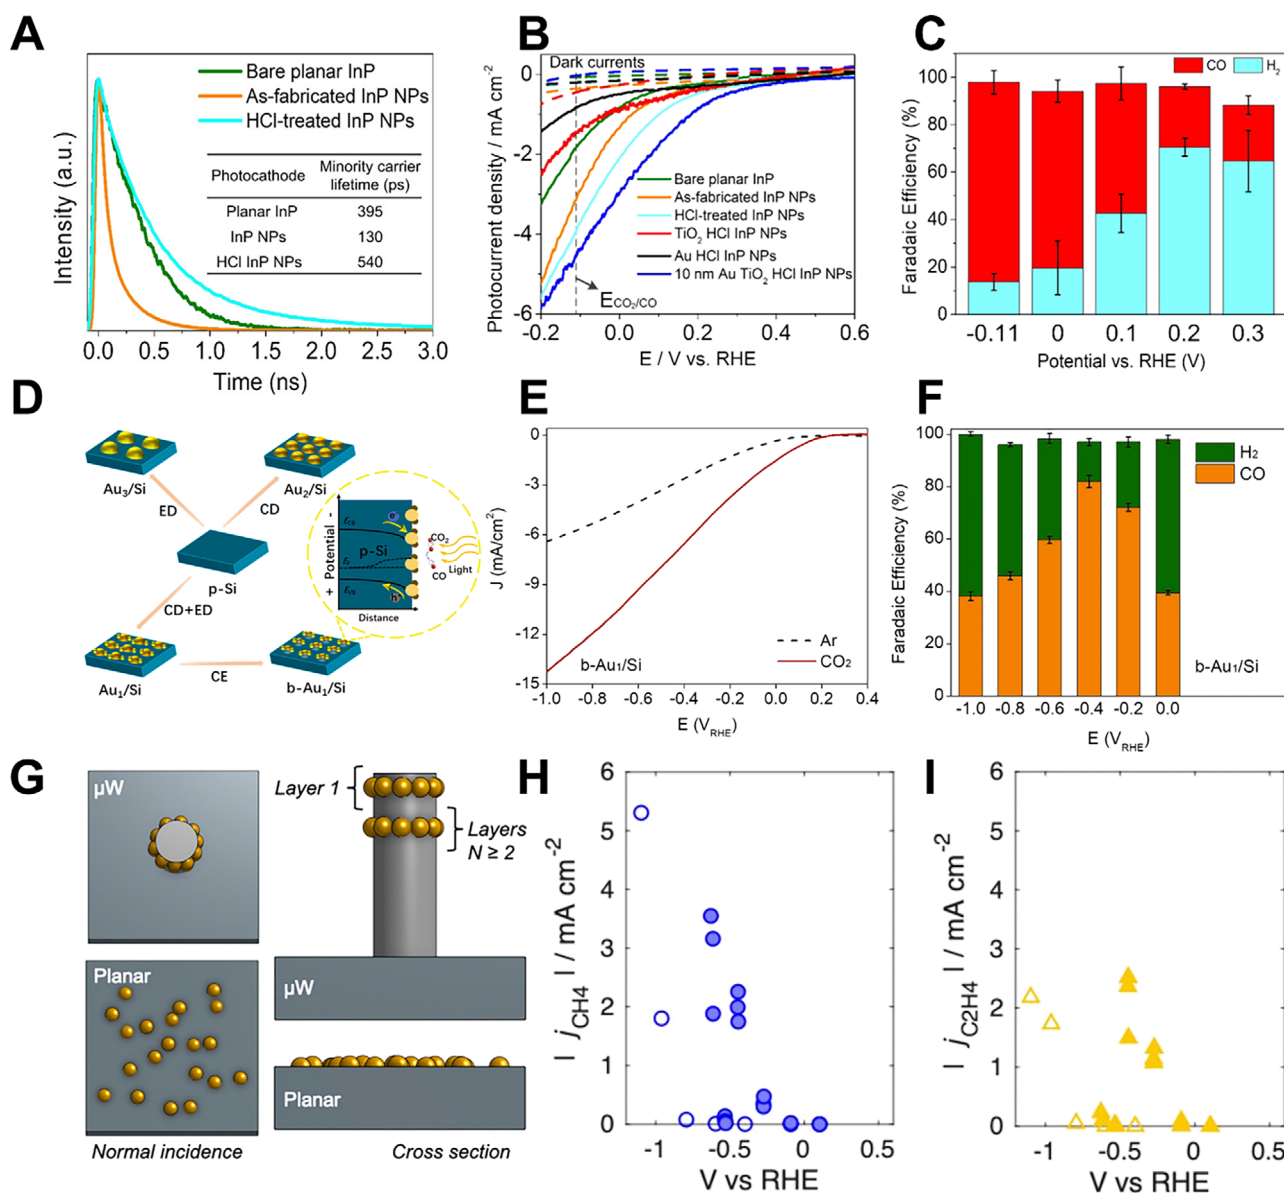 A
Intensity (a.u.)
Bare planar InP
As-fabricated InP NPs
HCl-treated InP NPs
Photocathode
Minority carrier
lifetime (ps)
Planar InP 395
InP NPs 130
HCl InP NPs 540
0.0 0.5 1.0 1.5 2.0 2.5 3.0
Time (ns)
B
Photocurrent density / mA cm-2
0
-2
-4
-6
Dark currents
Bare planar InP
As-fabricated InP NPs
HCl-treated InP NPs
TiO2 HCl InP NPs
Au HCl InP NPs
10 nm Au TiO2 HCl InP NPs
ECO2/CO
-0.2 0.0 0.2 0.4 0.6
E / V vs. RHE
C
Faradaic Efficiency (%)
CO H2
100
80
60
40
20
0
-0.11 0 0.1 0.2 0.3
Potential vs. RHE (V)
D
Au3/Si
Au2/Si
ED
CD
p-Si
CD+ED
Au1/Si
CE
b-Au1/Si
+ Potential -
ECB
Ef
EVB
p-Si
e-
h+
CO2
CO
Light
Distance
E
J (mA/cm2)
0
-3
-6
-9
-12
-15
Ar
CO2
b-Au1/Si
-1.0 -0.8 -0.6 -0.4 -0.2 0.0 0.2 0.4
E (VRHE)
F
Faradaic Efficiency (%)
100
80
60
40
20
0
H2
CO
b-Au1/Si
-1.0 -0.8 -0.6 -0.4 -0.2 0.0
E (VRHE)
G
µW
Planar
Normal incidence
Layer 1
Layers
N ≥ 2
µW
Planar
Cross section
H
I jCH4 I / mA cm-2
6
5
4
3
2
1
0
-1 -0.5 0 0.5
V vs RHE
I
I jC2H4 I / mA cm-2
6
5
4
3
2
1
0
-1 -0.5 0 0.5
V vs RHE